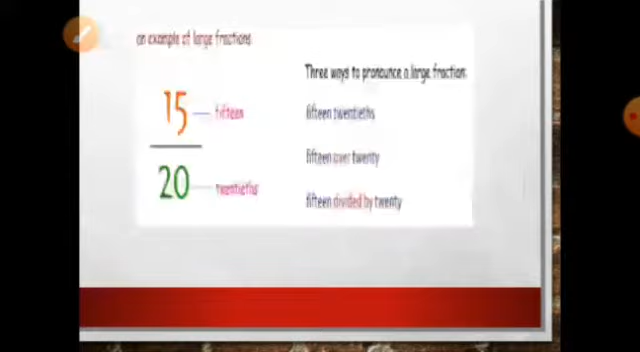 an example of large fractions
Three ways to pronounce a large fraction:
15
fifteen
20
twentieths
fifteen twentieths
fifteen over twenty
fifteen divided by twenty